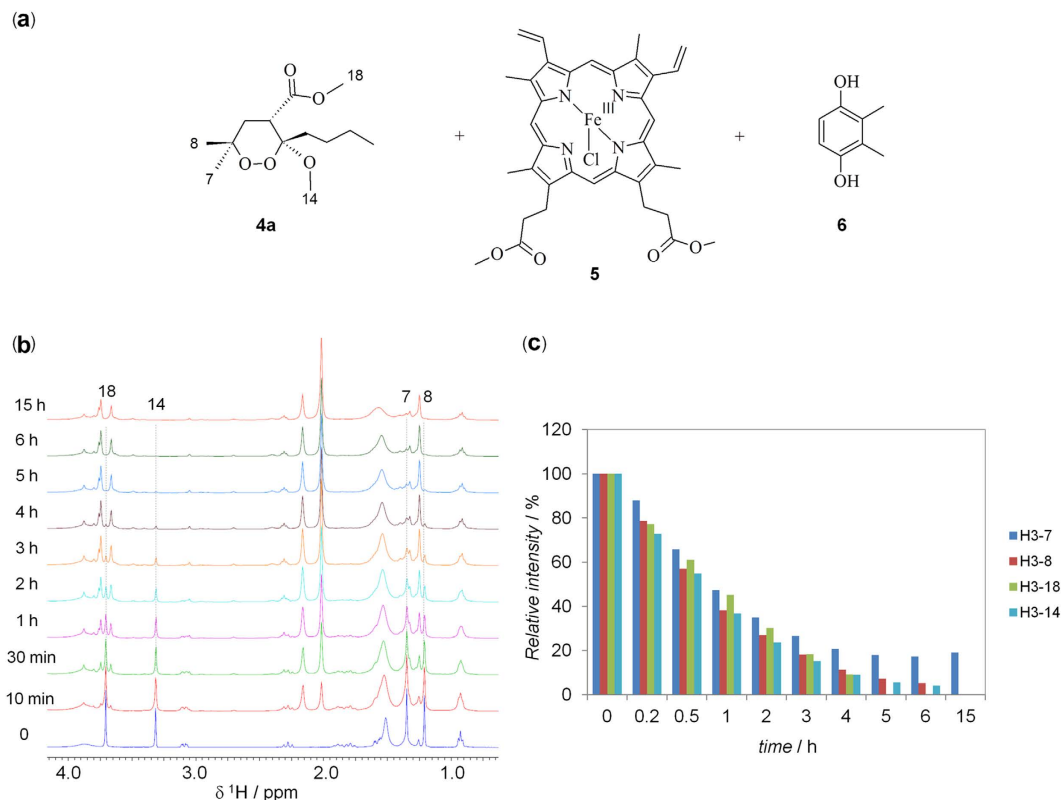 (a)
O
18
O
8
O
O
O
7
14
4a
+
N
N
III
Fe
N
Cl
N
O
O
O
O
5
+
OH
OH
6
(b)
18
14
7
8
15 h
6 h
5 h
4 h
3 h
2 h
1 h
30 min
10 min
0
4.0
3.0
2.0
1.0
δ ¹H / ppm
(c)
120
100
80
60
40
20
0
Relative intensity / %
0
0.2
0.5
1
2
3
4
5
6
15
time / h
H3-7
H3-8
H3-18
H3-14